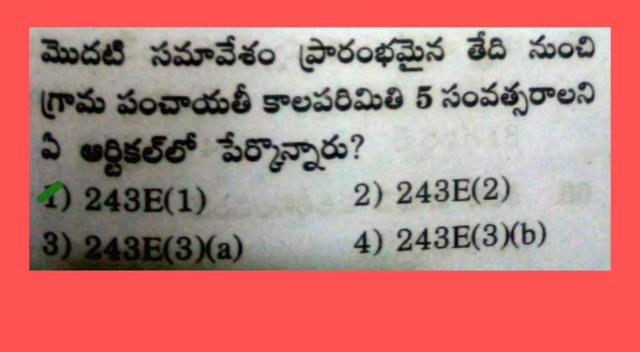 మొదటి సమావేశం ప్రారంభమైన తేది నుంచి
గ్రామ పంచాయతీ కాలపరిమితి 5 సంవత్సరాలని
ఏ ఆర్టికల్‌లో పేర్కొన్నారు?
1) 243E(1) 2) 243E(2)
3) 243E(3)(a) 4) 243E(3)(b)